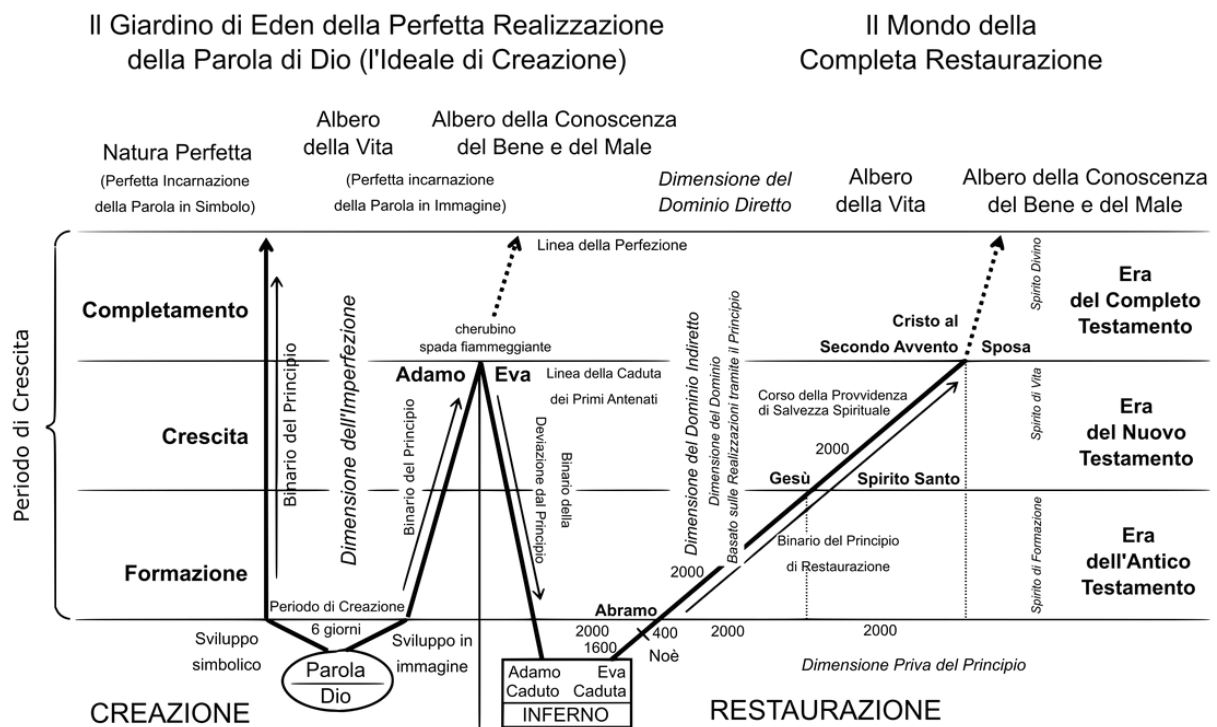 Il Giardino di Eden della Perfetta Realizzazione
della Parola di Dio (l'Ideale di Creazione)
Il Mondo della
Completa Restaurazione
Natura Perfetta
(Perfetta Incarnazione
della Parola in Simbolo)
Albero
della Vita
Albero della Conoscenza
del Bene e del Male
(Perfetta incarnazione
della Parola in Immagine)
Dimensione del
Dominio Diretto
Albero
della Vita
Albero della Conoscenza
del Bene e del Male
Periodo di Crescita
Completamento
Crescita
Formazione
Binario del Principio
Dimensione dell'Imperfezione
Binario del Principio
Linea della Perfezione
cherubino
spada fiammeggiante
Adamo
Eva
Linea della Caduta
dei Primi Antenati
Binario della
Deviazione dal Principio
Dimensione del Dominio Indiretto
Dimensione del Dominio
Basato sulle Realizzazioni tramite il Principio
Cristo al
Secondo Avvento
Sposa
Corso della Provvidenza
di Salvezza Spirituale
2000
Gesù
Spirito Santo
Binario del Principio
di Restaurazione
2000
Abramo
Spirito Divino
Spirito di Vita
Spirito di Formazione
Era
del Completo
Testamento
Era
del Nuovo
Testamento
Era
dell'Antico
Testamento
Periodo di Creazione
6 giorni
Sviluppo
simbolico
Sviluppo in
immagine
Parola
Dio
2000
1600
400
Noè
2000
2000
Adamo
Caduto
Eva
Caduta
INFERNO
Dimensione Priva del Principio
CREAZIONE
RESTAURAZIONE